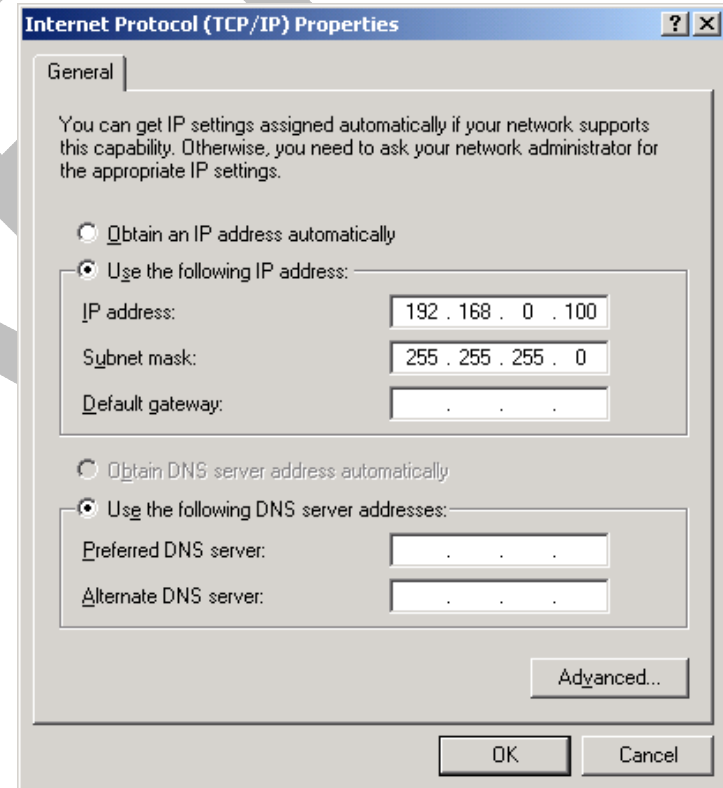 Internet Protocol (TCP/IP) Properties
General
You can get IP settings assigned automatically if your network supports
this capability. Otherwise, you need to ask your network administrator for
the appropriate IP settings.
Obtain an IP address automatically
Use the following IP address:
IP address: 192 . 168 . 0 . 100
Subnet mask: 255 . 255 . 255 . 0
Default gateway: . . .
Obtain DNS server address automatically
Use the following DNS server addresses:
Preferred DNS server: . . .
Alternate DNS server: . . .
Advanced...
OK Cancel